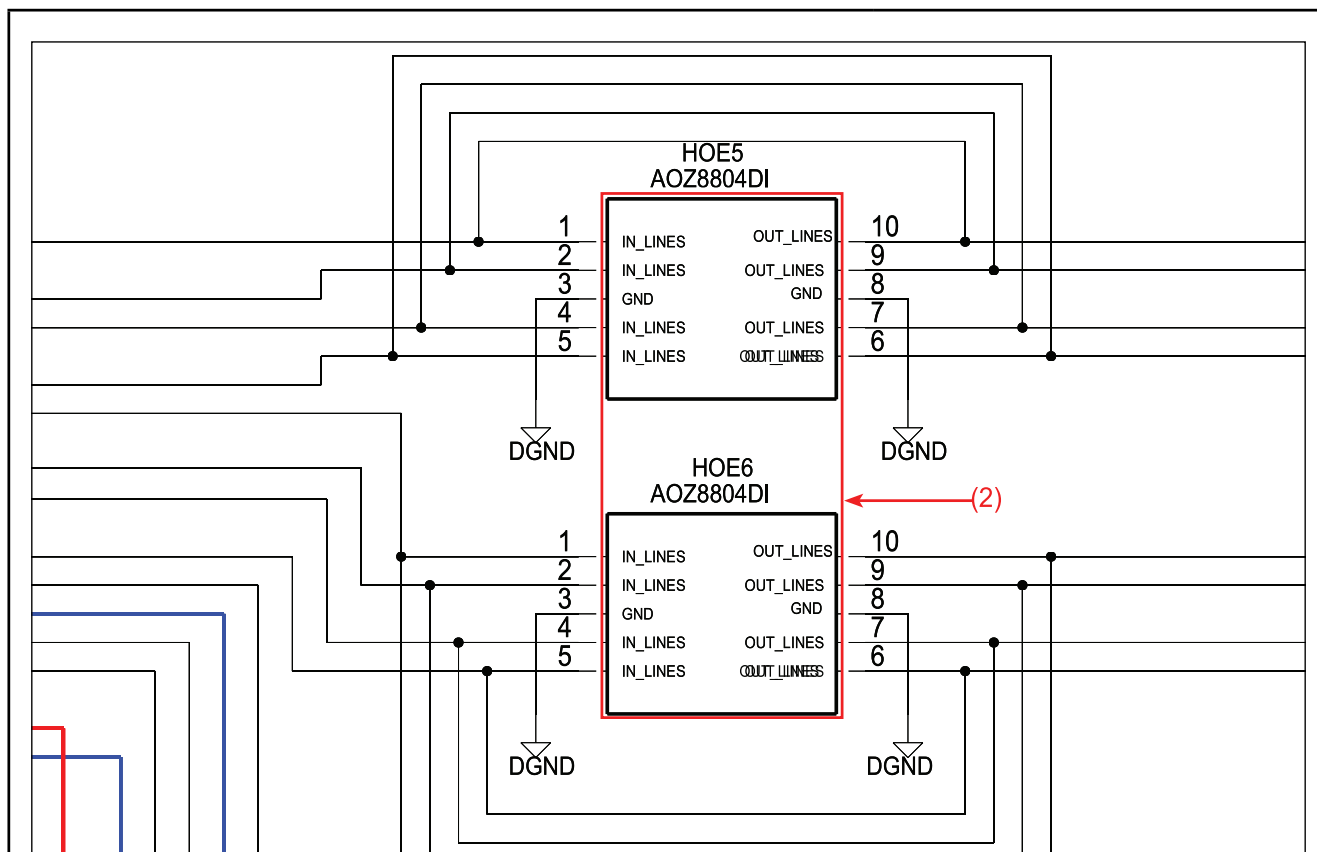 HOE5
AOZ8804DI
1 IN_LINES OUT_LINES 10
2 IN_LINES OUT_LINES 9
3 GND GND 8
4 IN_LINES OUT_LINES 7
5 IN_LINES OUT_LINES 6
DGND DGND
HOE6
AOZ8804DI
(2)
1 IN_LINES OUT_LINES 10
2 IN_LINES OUT_LINES 9
3 GND GND 8
4 IN_LINES OUT_LINES 7
5 IN_LINES OUT_LINES 6
DGND DGND